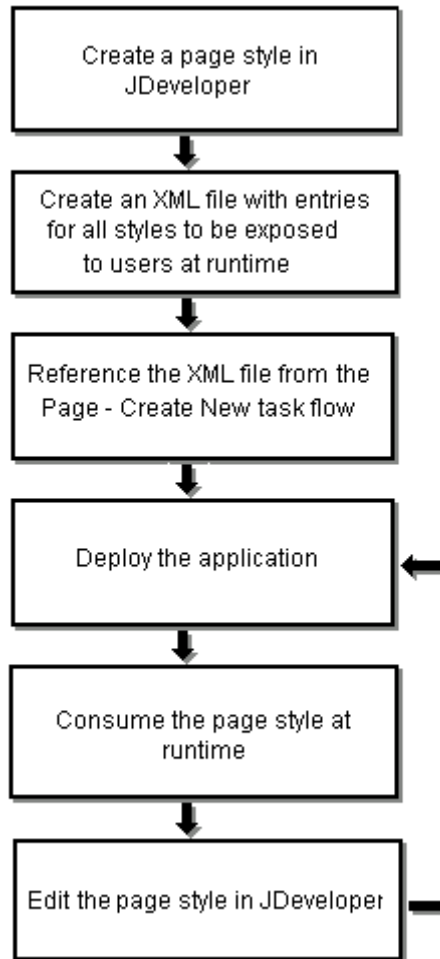 Create a page style in
JDeveloper
Create an XML file with entries
for all styles to be exposed
to users at runtime
Reference the XML file from the
Page - Create New task flow
Deploy the application
Consume the page style at
runtime
Edit the page style in JDeveloper